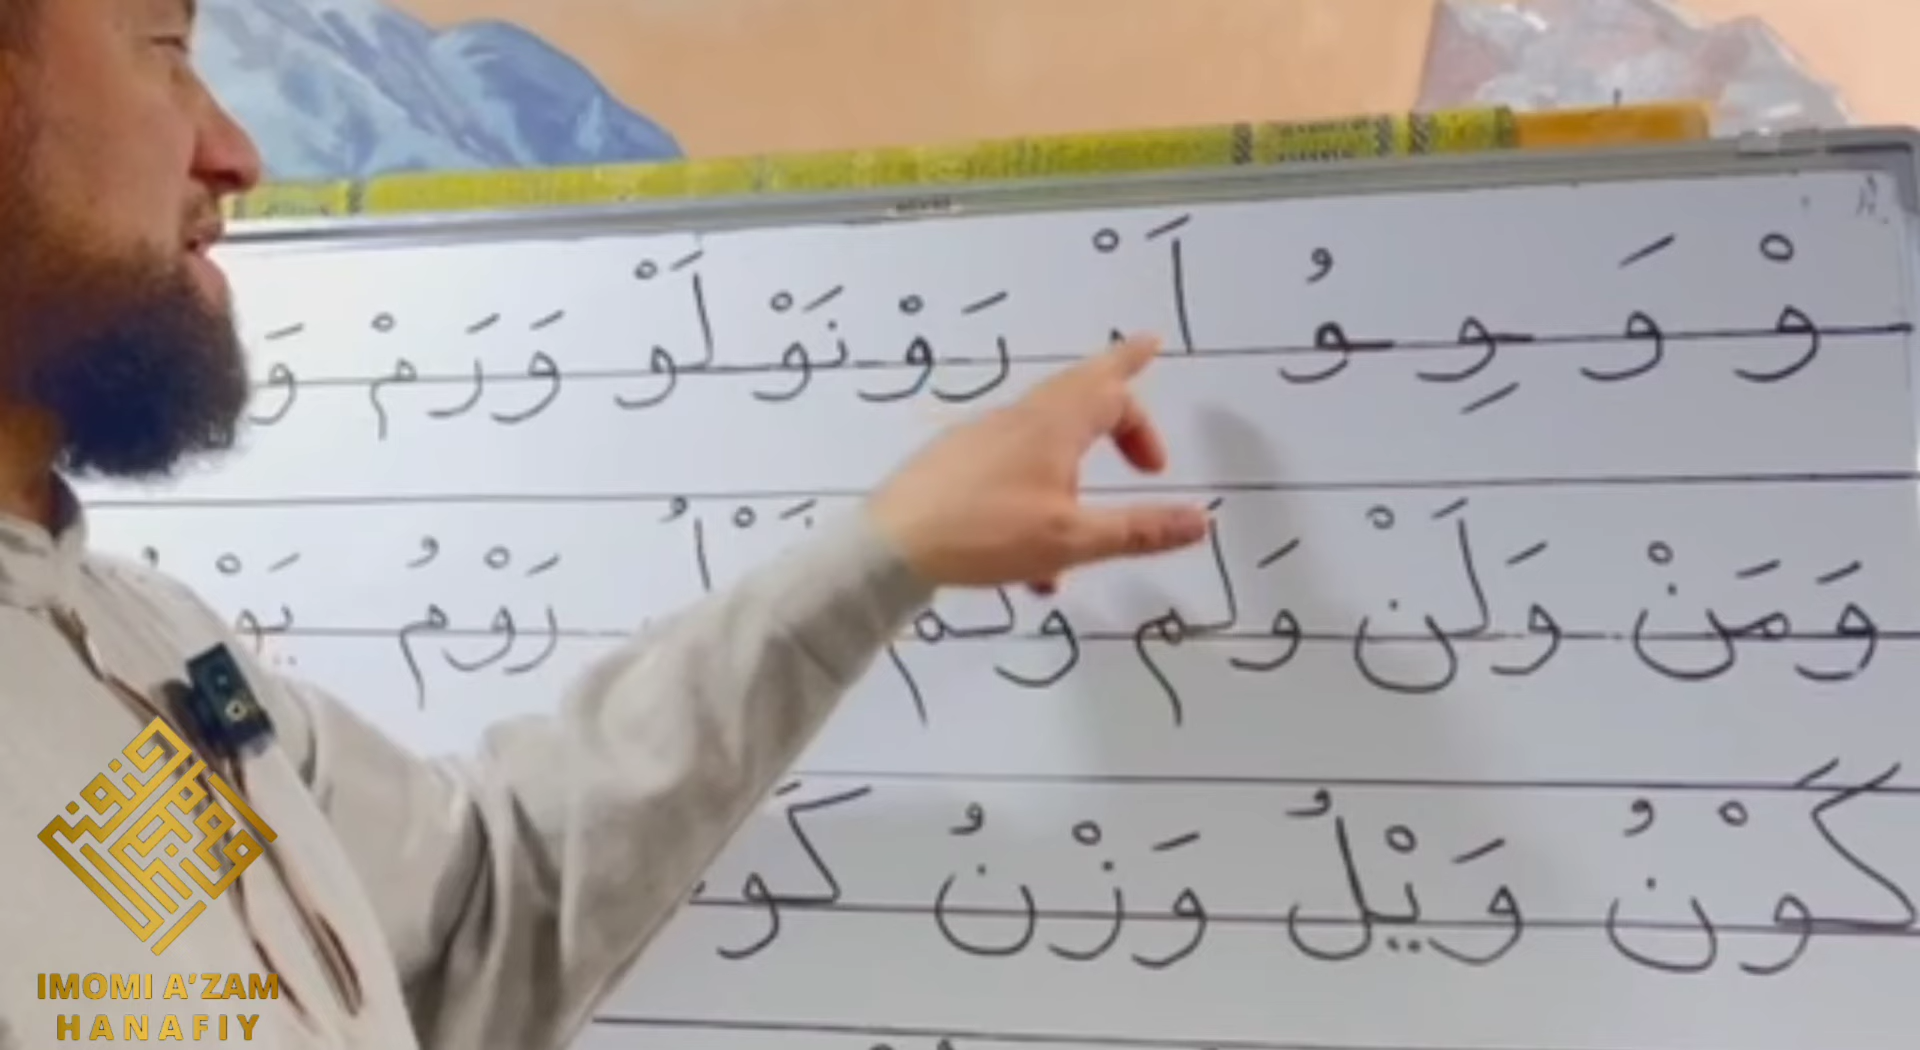 وْ وَ وِ وُ اَوْ رَوْ نَوْ لَوْ وَرَمْ وَ
وَمَنْ وَلَنْ وَلَم وَلَم رَوْمُ يَوْ
كَوْنُ وَيْلُ وَزْنُ كَو
IMOMI A'ZAM
HANAFIY